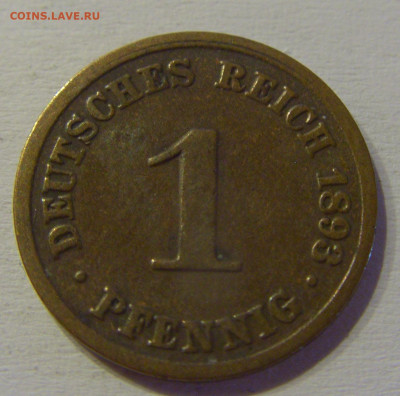 COINS.LAVE.RU
DEUTSCHES REICH 1893
1
· PFENNIG ·